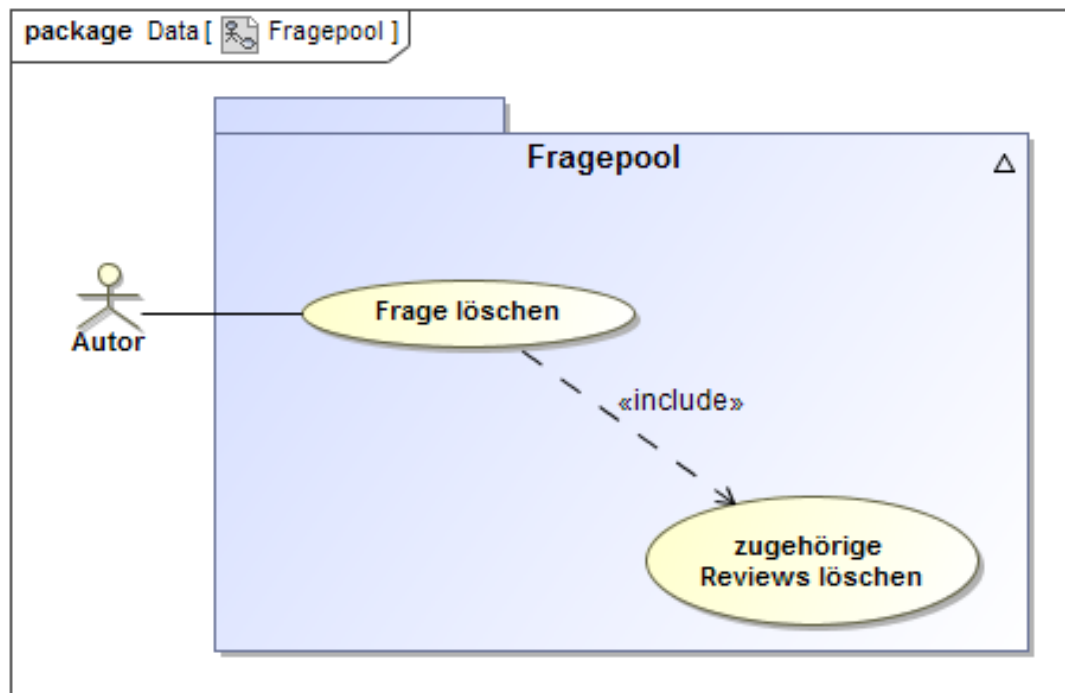 package Data [ Fragepool ]
Fragepool
Frage löschen
Autor
«include»
zugehörige
Reviews löschen